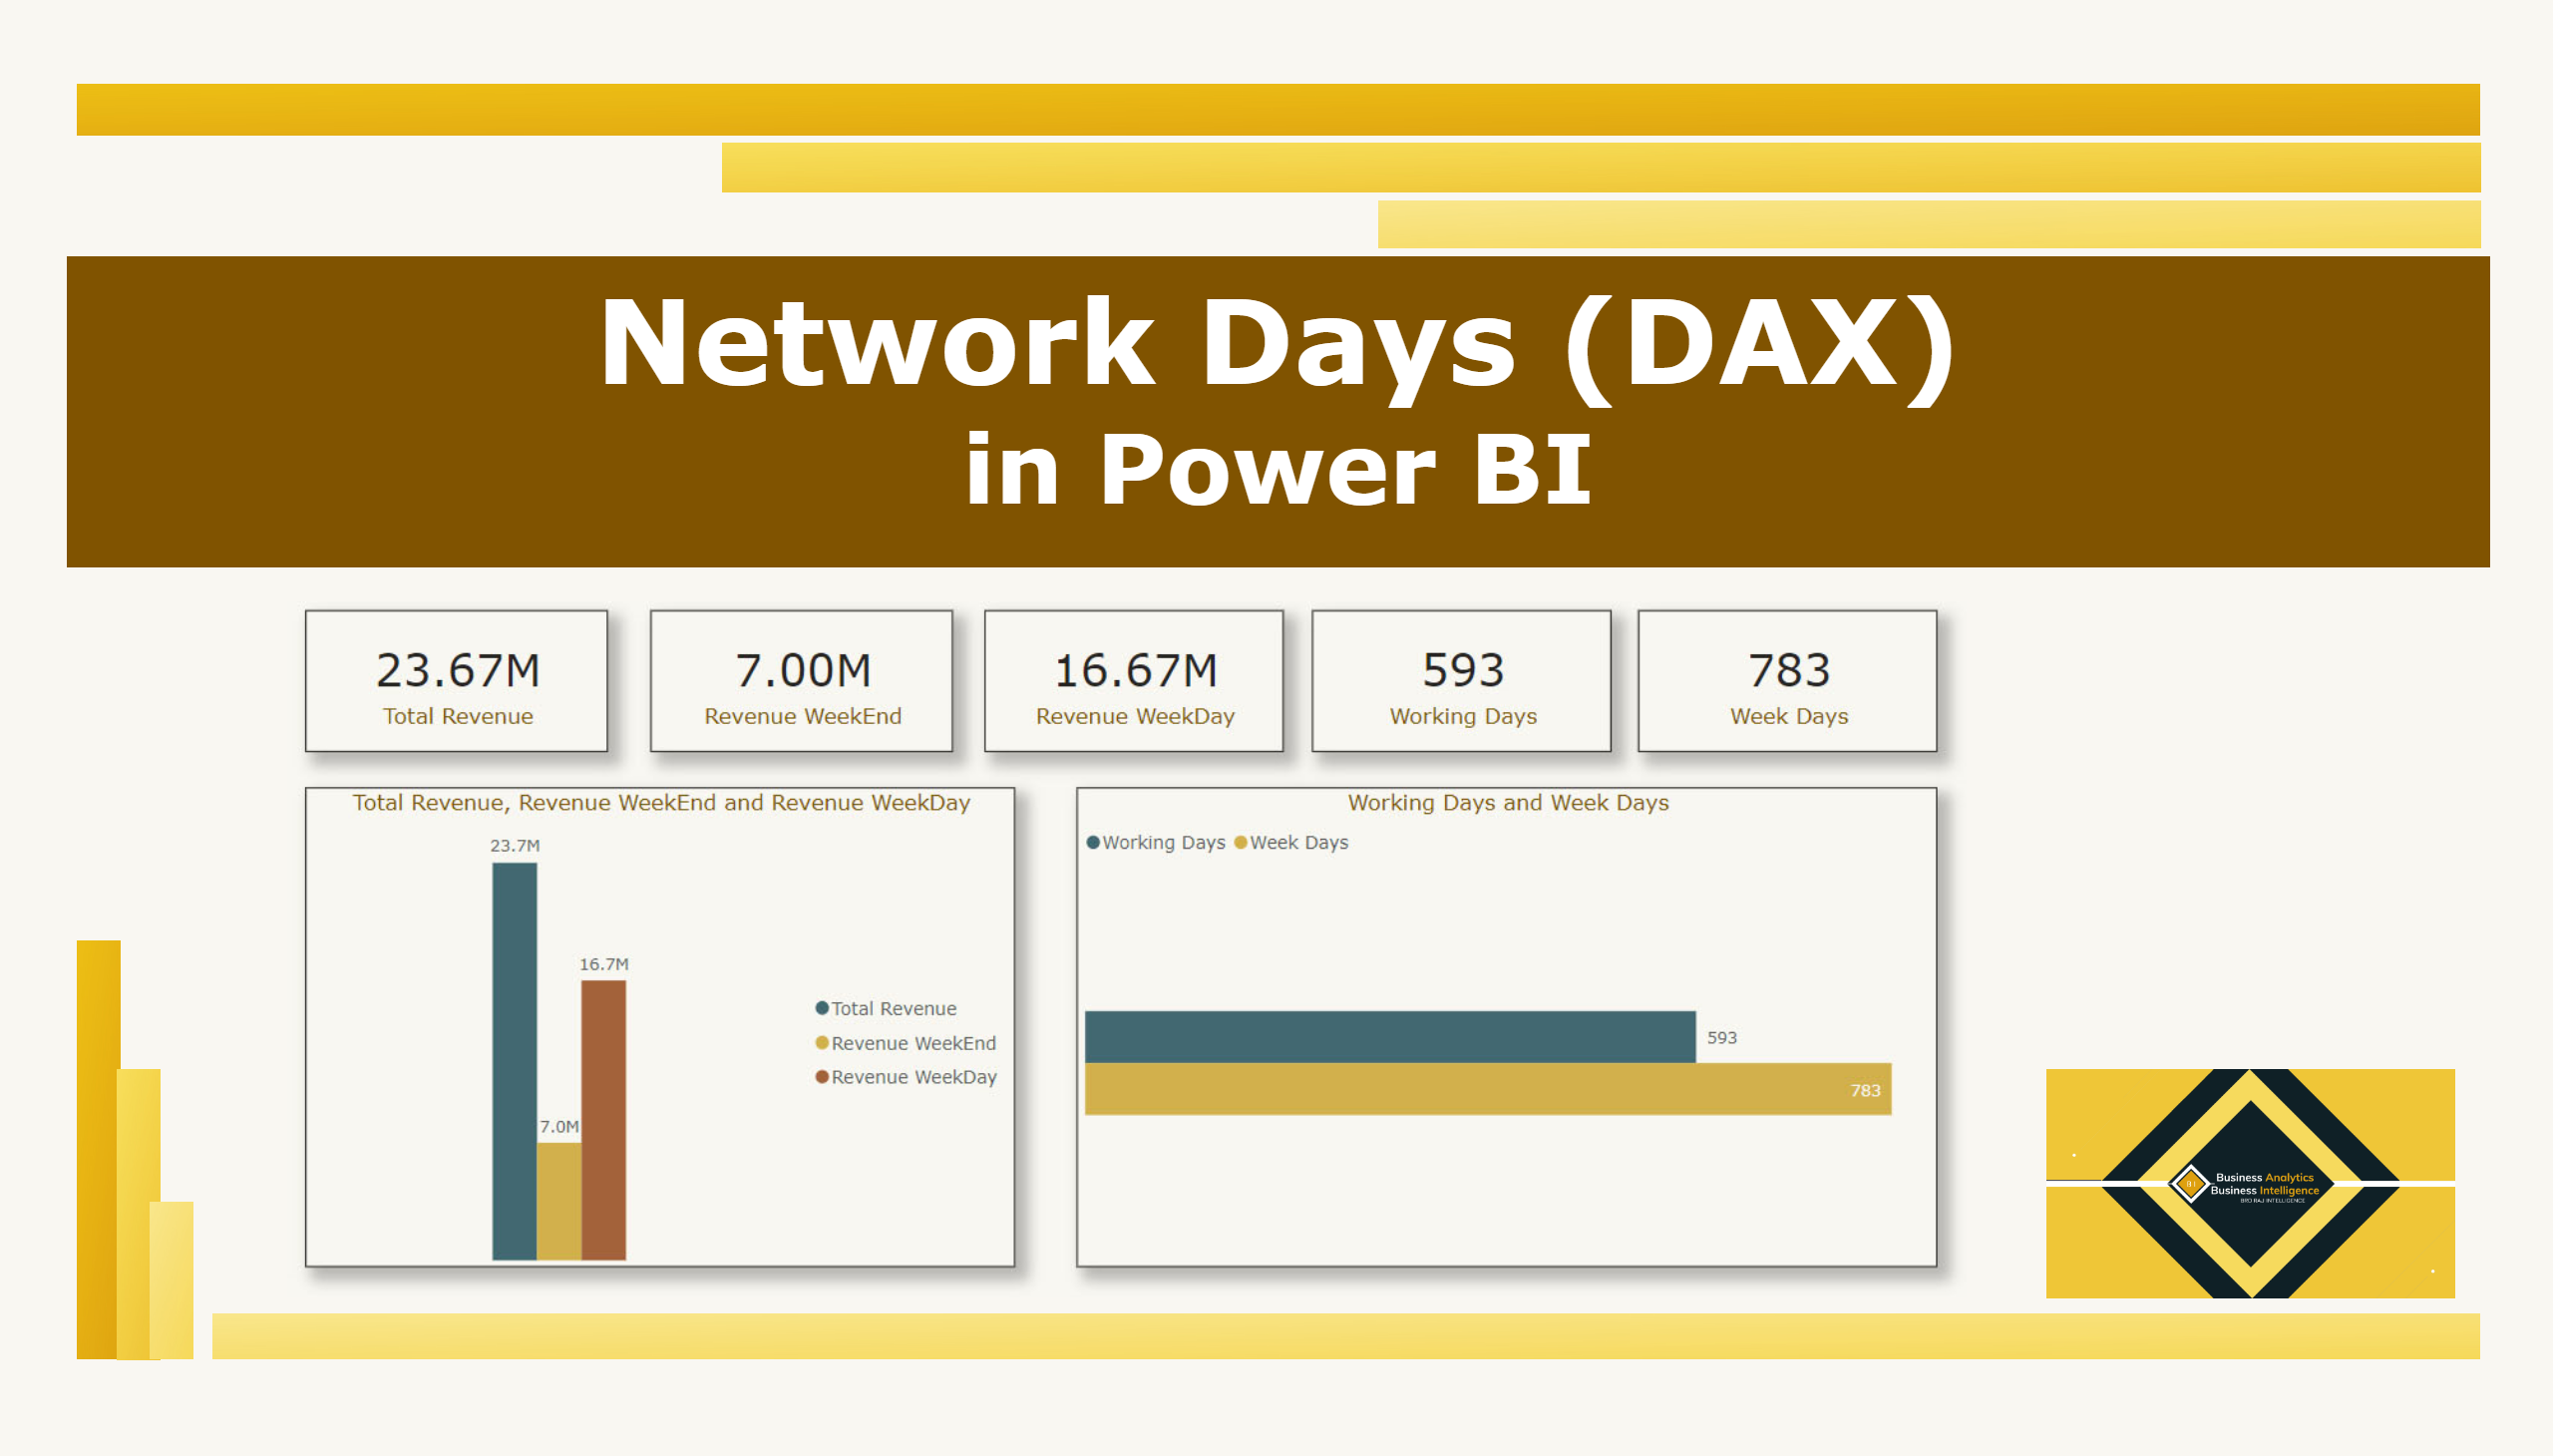 Network Days (DAX)
in Power BI
23.67M
Total Revenue
7.00M
Revenue WeekEnd
16.67M
Revenue WeekDay
593
Working Days
783
Week Days
Total Revenue, Revenue WeekEnd and Revenue WeekDay
23.7M
16.7M
7.0M
Total Revenue
Revenue WeekEnd
Revenue WeekDay
Working Days and Week Days
Working Days Week Days
593
783
Business Analytics
Business Intelligence
BRO RAJ INTELLIGENCE